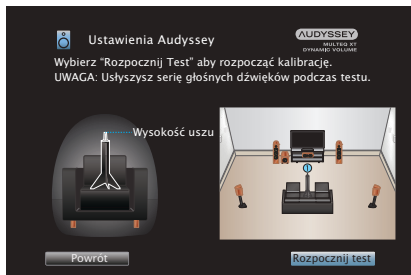 Ustawienia Audyssey
AUDYSSEY
MULTEQ XT
DYNAMIC VOLUME
Wybierz "Rozpocznij Test" aby rozpocząć kalibrację.
UWAGA: Usłyszysz serię głośnych dźwięków podczas testu.
Wysokość uszu
1
Powrót
Rozpocznij test